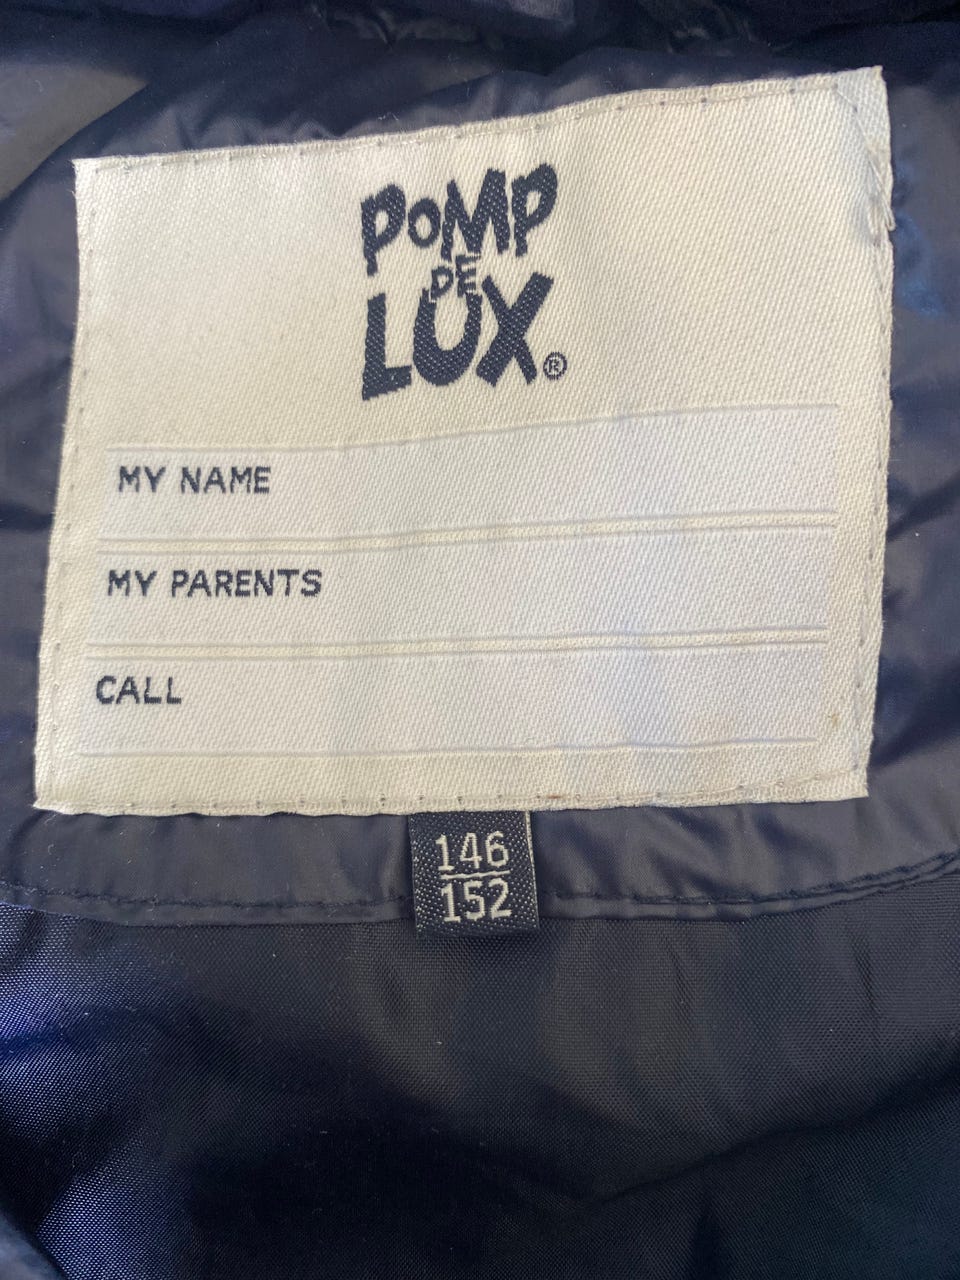 POMP
DE
LUX®
MY NAME
MY PARENTS
CALL
146
152